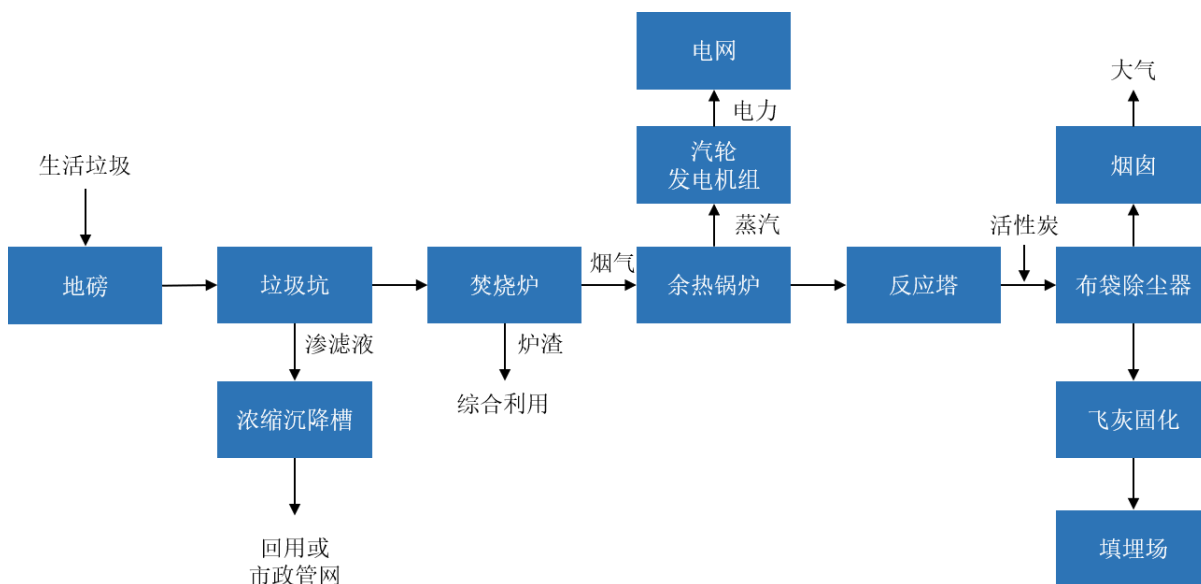 电网
大气
电力
汽轮
发电机组
烟囱
生活垃圾
蒸汽
活性炭
地磅
垃圾坑
焚烧炉
烟气
余热锅炉
反应塔
布袋除尘器
渗滤液
炉渣
浓缩沉降槽
综合利用
飞灰固化
回用或
市政管网
填埋场